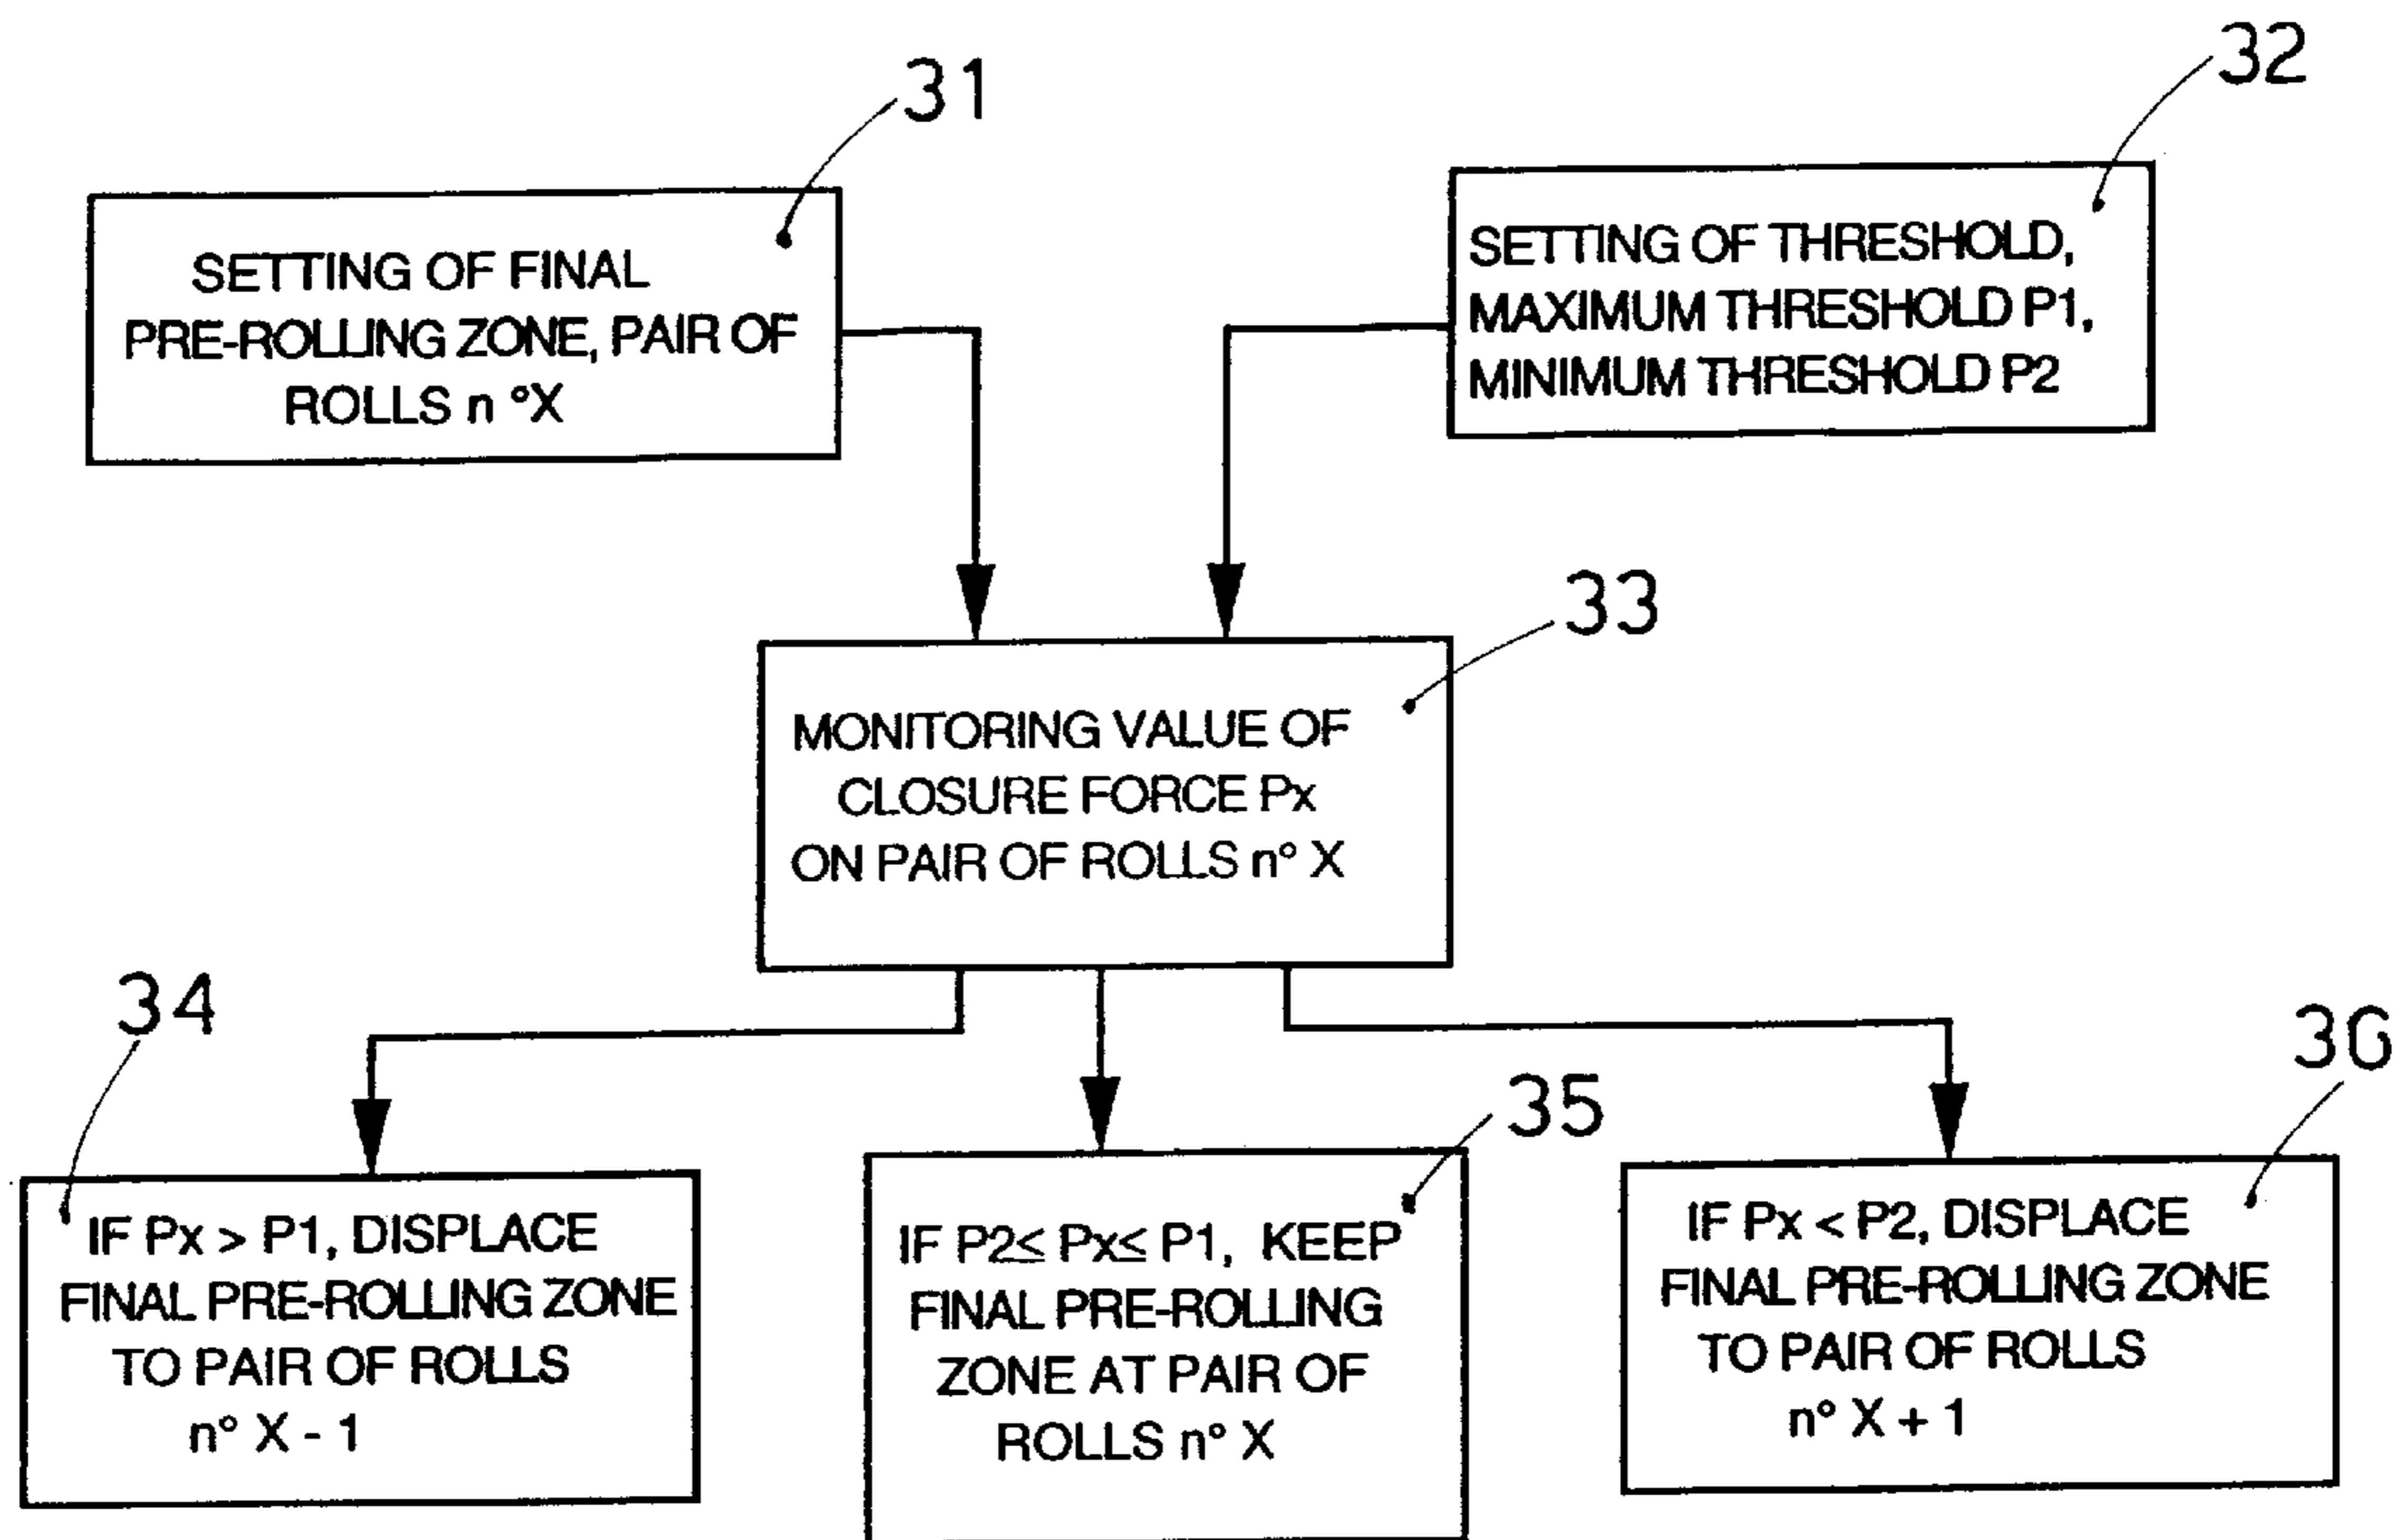 31
32
SETTING OF FINAL
PRE-ROLLING ZONE, PAIR OF
ROLLS n °X
SETTING OF THRESHOLD,
MAXIMUM THRESHOLD P1,
MINIMUM THRESHOLD P2
33
MONITORING VALUE OF
CLOSURE FORCE Px
ON PAIR OF ROLLS n° X
34
35
36
IF Px > P1, DISPLACE
FINAL PRE-ROLLING ZONE
TO PAIR OF ROLLS
n° X - 1
IF P2≤ Px≤ P1, KEEP
FINAL PRE-ROLLING
ZONE AT PAIR OF
ROLLS n° X
IF Px < P2, DISPLACE
FINAL PRE-ROLLING ZONE
TO PAIR OF ROLLS
n° X + 1